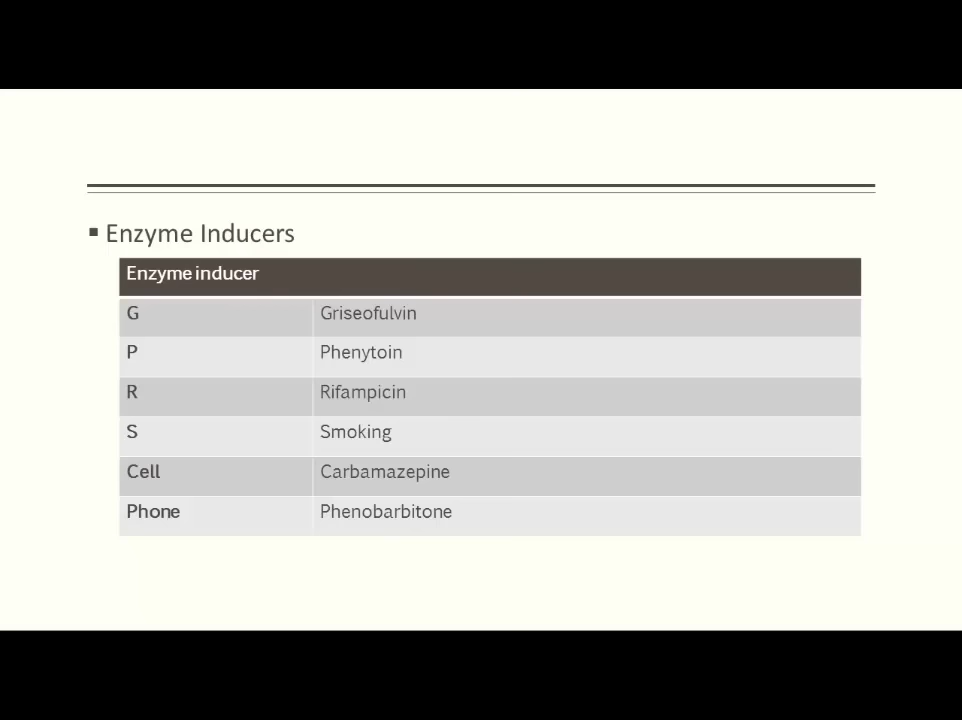 ▪ Enzyme Inducers
Enzyme inducer
G Griseofulvin
P Phenytoin
R Rifampicin
S Smoking
Cell Carbamazepine
Phone Phenobarbitone